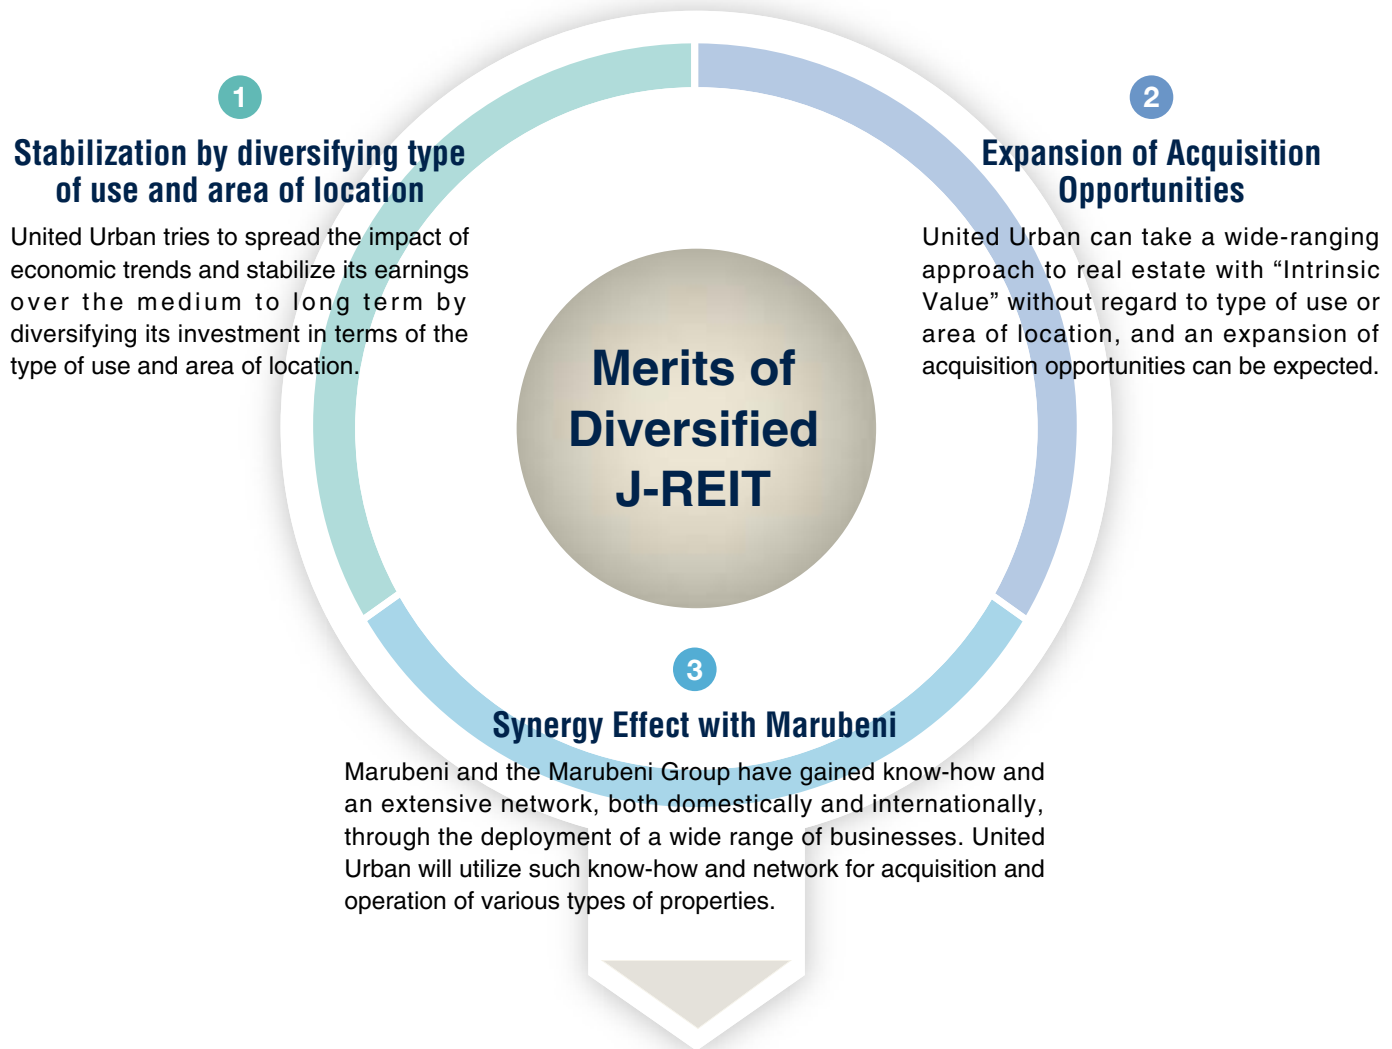 1
Stabilization by diversifying type
of use and area of location
United Urban tries to spread the impact of
economic trends and stabilize its earnings
over the medium to long term by
diversifying its investment in terms of the
type of use and area of location.
2
Expansion of Acquisition
Opportunities
United Urban can take a wide-ranging
approach to real estate with “Intrinsic
Value” without regard to type of use or
area of location, and an expansion of
acquisition opportunities can be expected.
Merits of
Diversified
J-REIT
3
Synergy Effect with Marubeni
Marubeni and the Marubeni Group have gained know-how and
an extensive network, both domestically and internationally,
through the deployment of a wide range of businesses. United
Urban will utilize such know-how and network for acquisition and
operation of various types of properties.